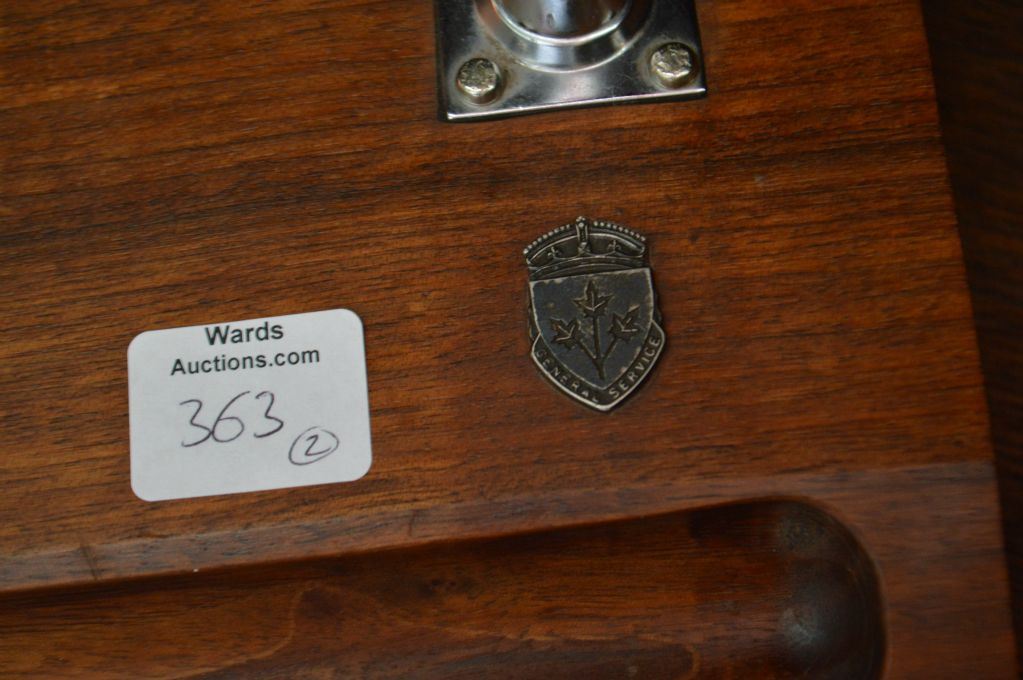 Wards
Auctions.com
363
2
GENERAL SERVICE